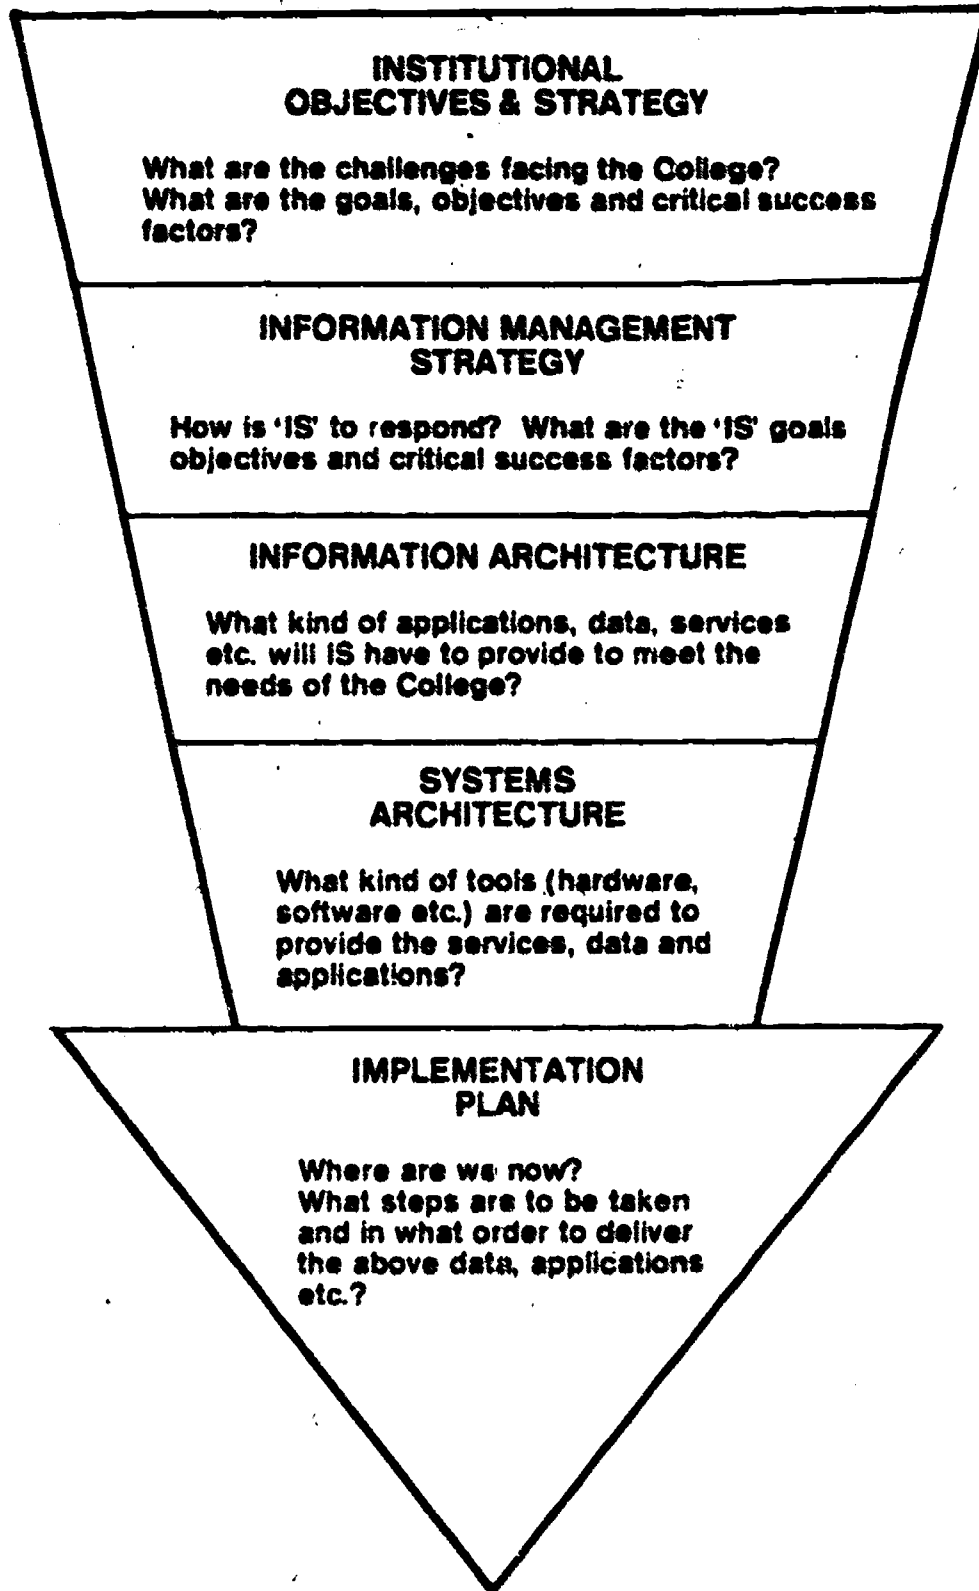 INSTITUTIONAL
OBJECTIVES & STRATEGY
What are the challenges facing the College?
What are the goals, objectives and critical success
factors?
INFORMATION MANAGEMENT
STRATEGY
How is 'IS' to respond? What are the 'IS' goals
objectives and critical success factors?
INFORMATION ARCHITECTURE
What kind of applications, data, services
etc. will IS have to provide to meet the
needs of the College?
SYSTEMS
ARCHITECTURE
What kind of tools (hardware,
software etc.) are required to
provide the services, data and
applications?
IMPLEMENTATION
PLAN
Where are we now?
What steps are to be taken
and in what order to deliver
the above data, applications
etc.?